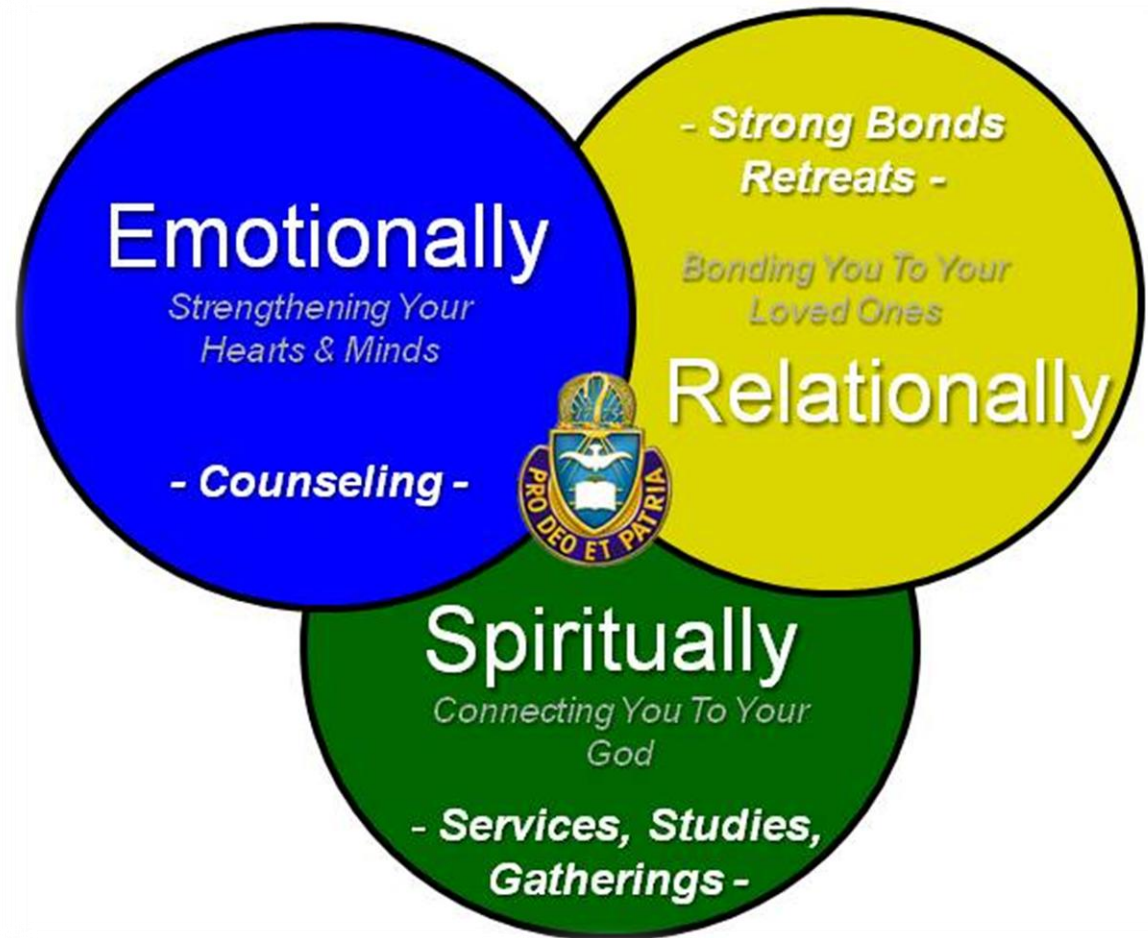 Emotionally
Strengthening Your
Hearts & Minds
- Counseling -
- Strong Bonds
Retreats -
Bonding You To Your
Loved Ones
Relationally
PRO DEO ET PATRIA
Spiritually
Connecting You To Your
God
- Services, Studies,
Gatherings -